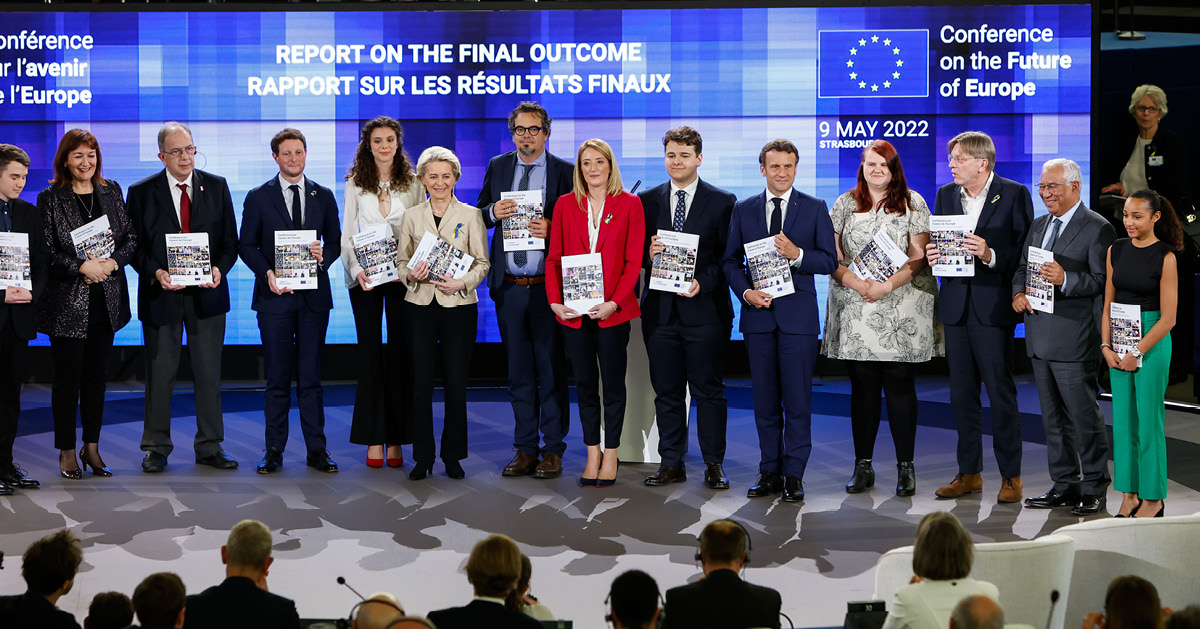 onférence
ur l'avenir
e l'Europe
REPORT ON THE FINAL OUTCOME
RAPPORT SUR LES RÉSULTATS FINAUX
Conference
on the Future
of Europe
9 MAY 2022
STRASBOURG